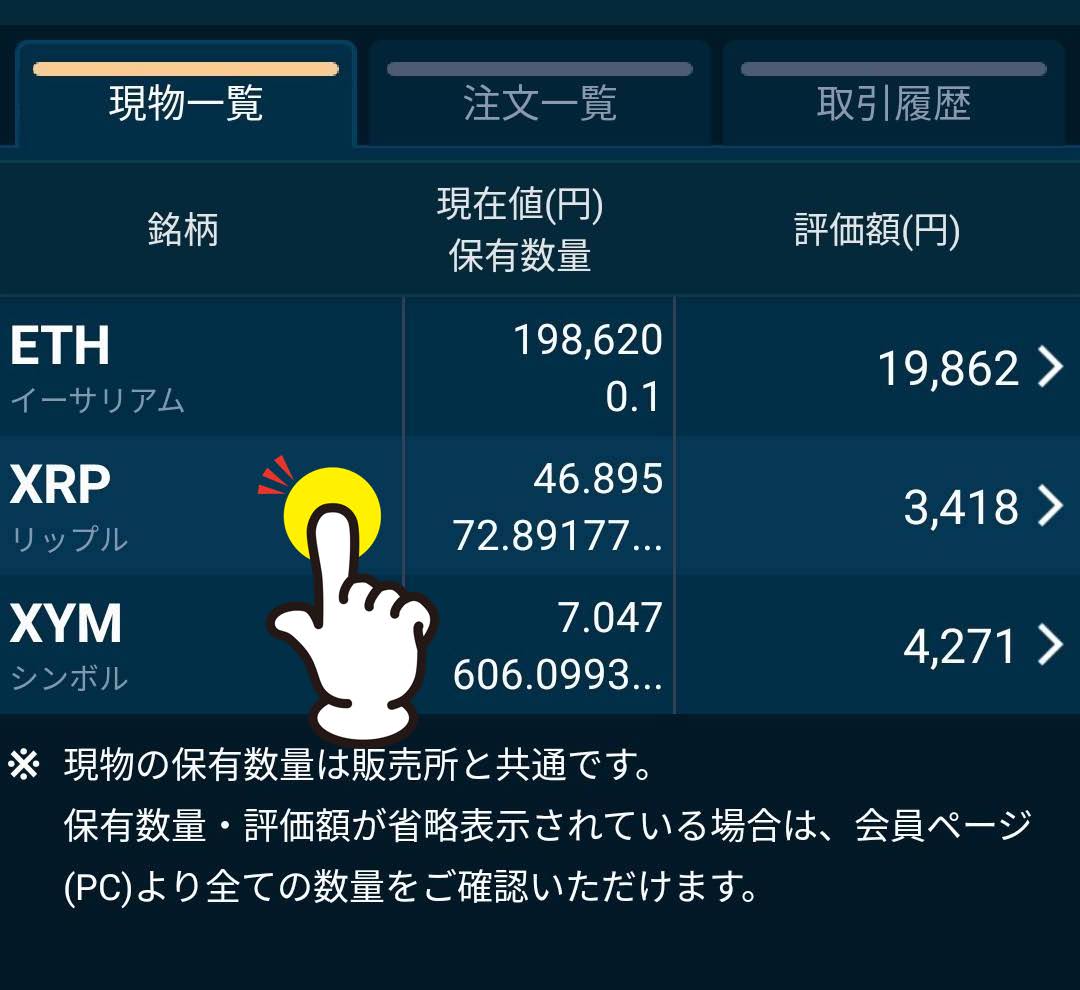 現物一覧 注文一覧 取引履歴
銘柄 現在値(円) 評価額(円)
保有数量
ETH 198,620 19,862
イーサリアム 0.1
XRP 46.895 3,418
リップル 72.89177...
XYM 7.047 4,271
シンボル 606.0993...
※ 現物の保有数量は販売所と共通です。
保有数量・評価額が省略表示されている場合は、会員ページ
(PC)より全ての数量をご確認いただけます。